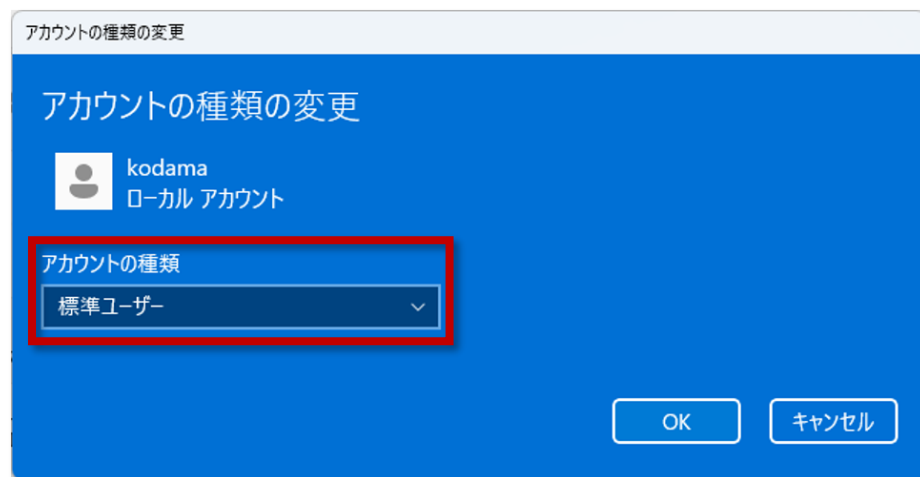 アカウントの種類の変更
アカウントの種類の変更
kodama
ローカル アカウント
アカウントの種類
標準ユーザー
OK
キャンセル